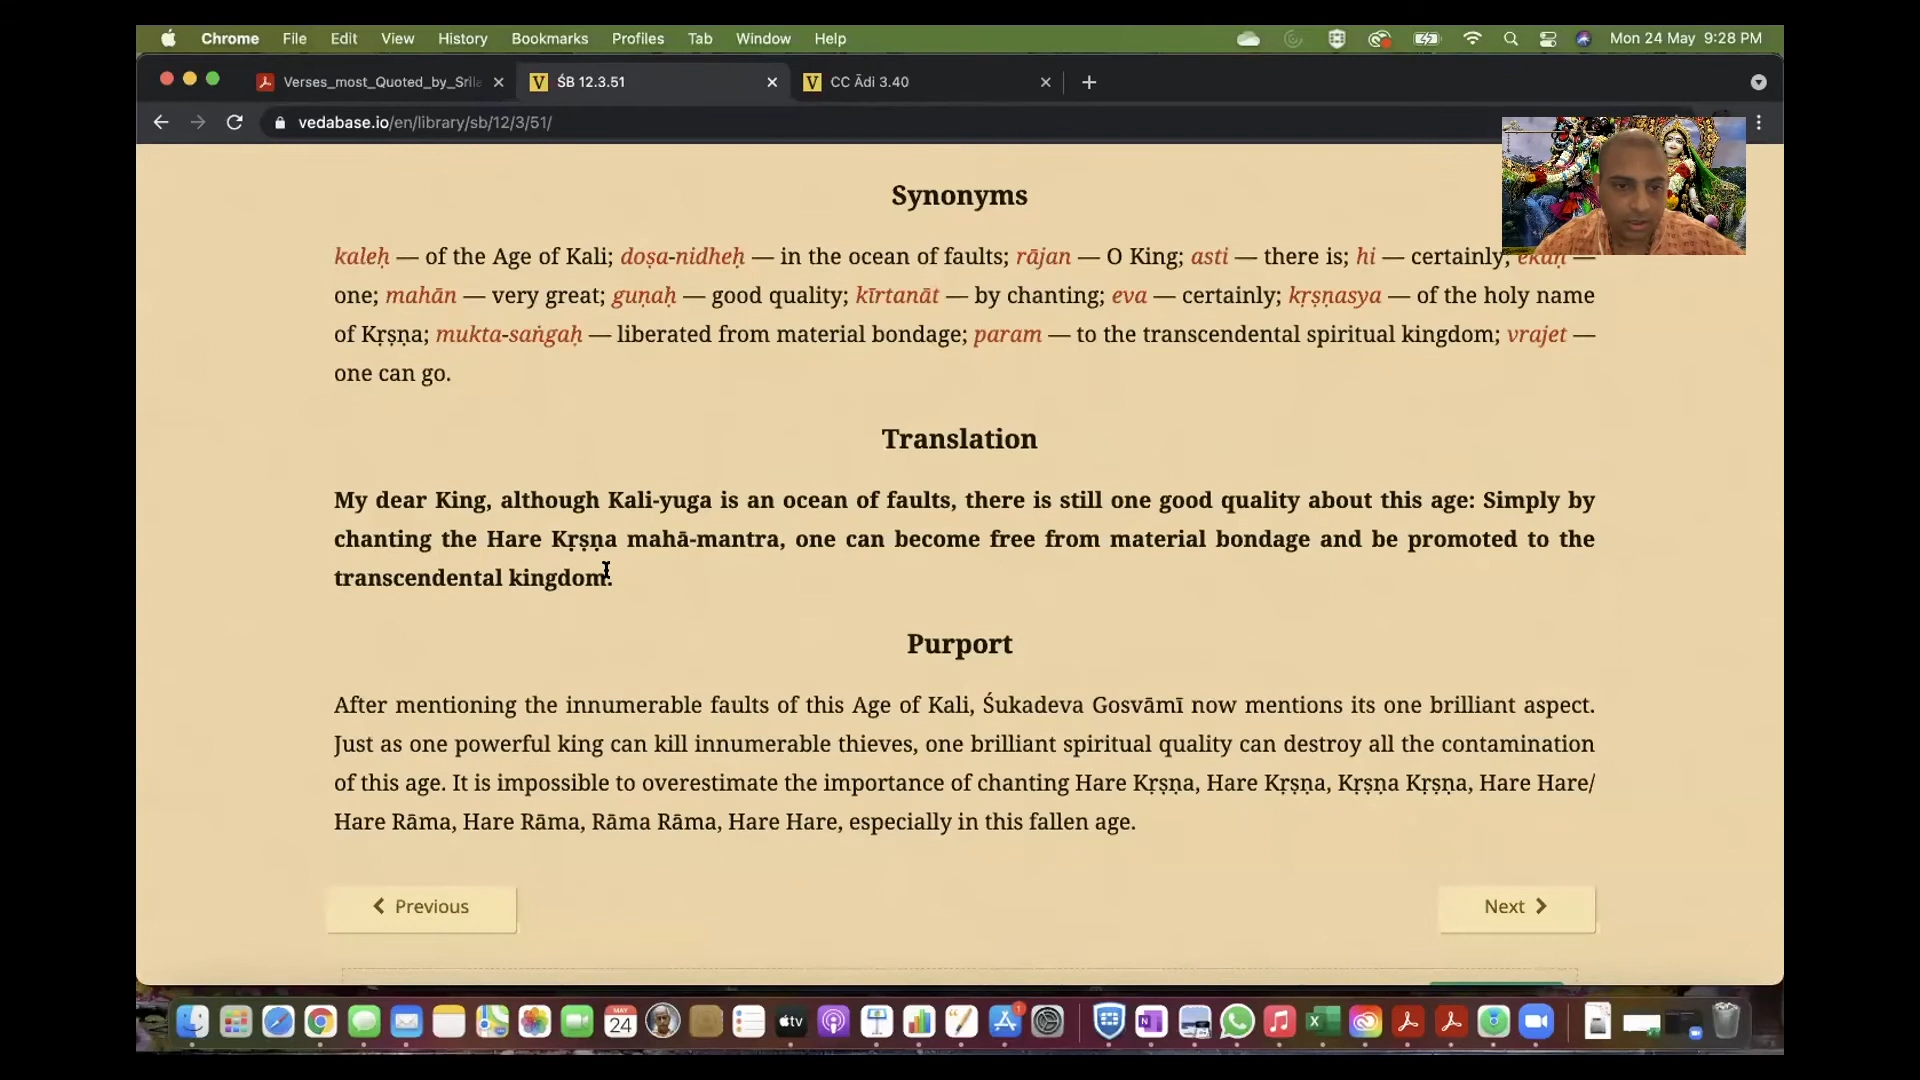 Chrome File Edit View History Bookmarks Profiles Tab Window Help Mon 24 May 9:28 PM
Verses_most_Quoted_by_Srila ŚB 12.3.51 CC Ādi 3.40
vedabase.io/en/library/sb/12/3/51/
Synonyms
kaleḥ — of the Age of Kali; doṣa-nidheḥ — in the ocean of faults; rājan — O King; asti — there is; hi — certainly; ekaḥ —
one; mahān — very great; guṇaḥ — good quality; kīrtanāt — by chanting; eva — certainly; kṛṣṇasya — of the holy name
of Kṛṣṇa; mukta-saṅgaḥ — liberated from material bondage; param — to the transcendental spiritual kingdom; vrajet —
one can go.
Translation
My dear King, although Kali-yuga is an ocean of faults, there is still one good quality about this age: Simply by
chanting the Hare Kṛṣṇa mahā-mantra, one can become free from material bondage and be promoted to the
transcendental kingdom.
Purport
After mentioning the innumerable faults of this Age of Kali, Śukadeva Gosvāmī now mentions its one brilliant aspect.
Just as one powerful king can kill innumerable thieves, one brilliant spiritual quality can destroy all the contamination
of this age. It is impossible to overestimate the importance of chanting Hare Kṛṣṇa, Hare Kṛṣṇa, Kṛṣṇa Kṛṣṇa, Hare Hare/
Hare Rāma, Hare Rāma, Rāma Rāma, Hare Hare, especially in this fallen age.
Previous Next
MAY
24
tv
1